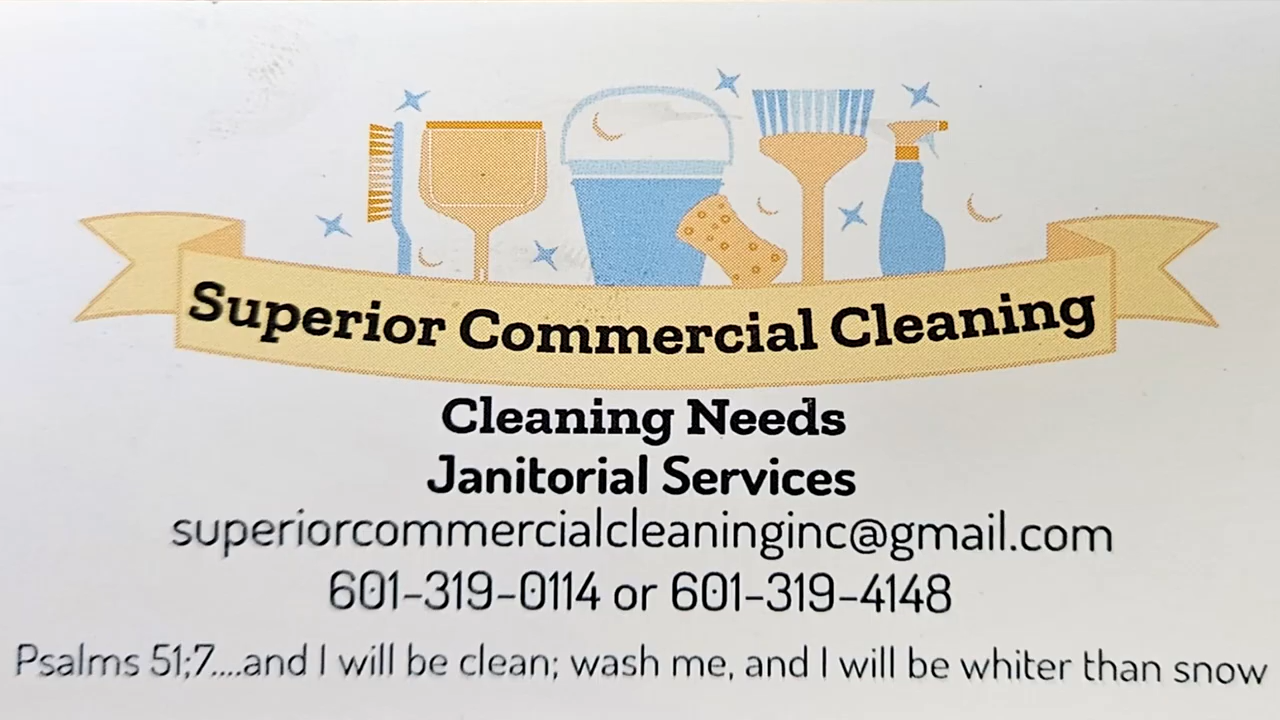 Superior Commercial Cleaning
Cleaning Needs
Janitorial Services
superiorcommercialcleaninginc@gmail.com
601-319-0114 or 601-319-4148
Psalms 51;7....and I will be clean; wash me, and I will be whiter than snow